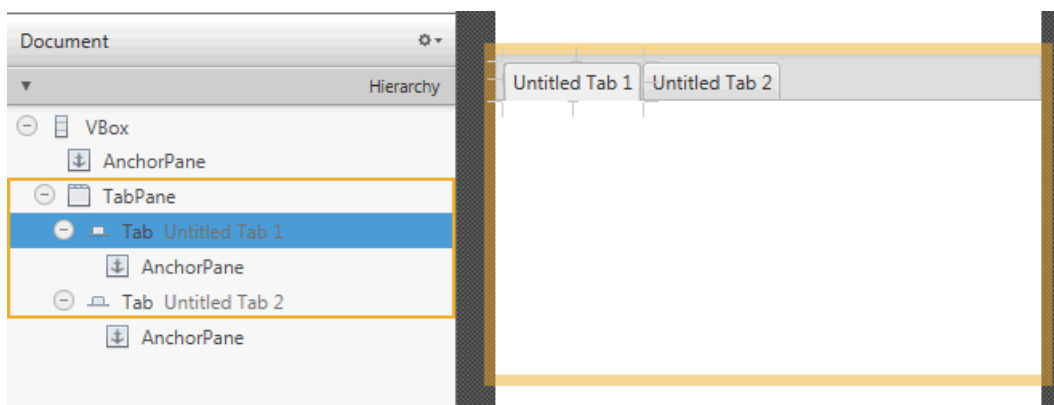 Document
Hierarchy
VBox
AnchorPane
TabPane
Tab Untitled Tab 1
AnchorPane
Tab Untitled Tab 2
AnchorPane
Untitled Tab 1 Untitled Tab 2